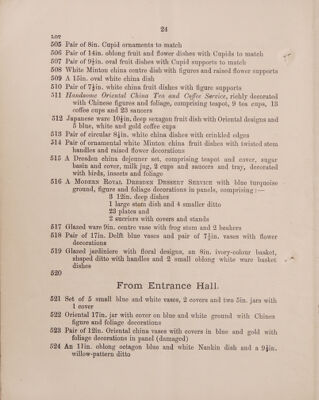 24
LOT
505 Pair of 8in. Cupid ornaments to match
506 Pair of 14in. oblong fruit and flower dishes with Cupids to match
507 Pair of 9½in. oval fruit dishes with Cupid supports to match
508 White Minton china centre dish with figures and raised flower supports
509 A 15in. oval white china dish
510 Pair of 7½in. white china fruit dishes with figure supports
511 Handsome Oriental China Tea and Coffee Service, richly decorated
with Chinese figures and foliage, comprising teapot, 9 tea cups, 13
coffee cups and 23 saucers
512 Japanese ware 10½in. deep hexagon fruit dish with Oriental designs and
5 blue, white and gold coffee cups
513 Pair of circular 8½in. white china dishes with crinkled edges
514 Pair of ornamental white Minton china fruit dishes with twisted stem
handles and raised flower decorations
515 A Dresden china dejeuner set, comprising teapot and cover, sugar
basin and cover, milk jug, 2 cups and saucers and tray, decorated
with birds, insects and foliage
516 A Modern Royal Dresden Dessert Service with blue turquoise
ground, figure and foliage decorations in panels, comprising:—
8 12in. deep dishes
1 large stem dish and 4 smaller ditto
23 plates and
2 sucriers with covers and stands
517 Glazed ware 9in. centre vase with frog stem and 2 beakers
518 Pair of 17in. Delft blue vases and pair of 7½in. vases with flower
decorations
519 Glazed jardiniere with floral designs, an 8in. ivory-colour basket,
shaped ditto with handles and 2 small oblong white ware basket
dishes
520
From Entrance Hall.
521 Set of 5 small blue and white vases, 2 covers and two 5in. jars with
1 cover
522 Oriental 17in. jar with cover on blue and white ground with Chinese
figure and foliage decorations
523 Pair of 12in. Oriental china vases with covers in blue and gold with
foliage decorations in panel (damaged)
524 An 11in. oblong octagon blue and white Nankin dish and a 9½in.
willow-pattern ditto